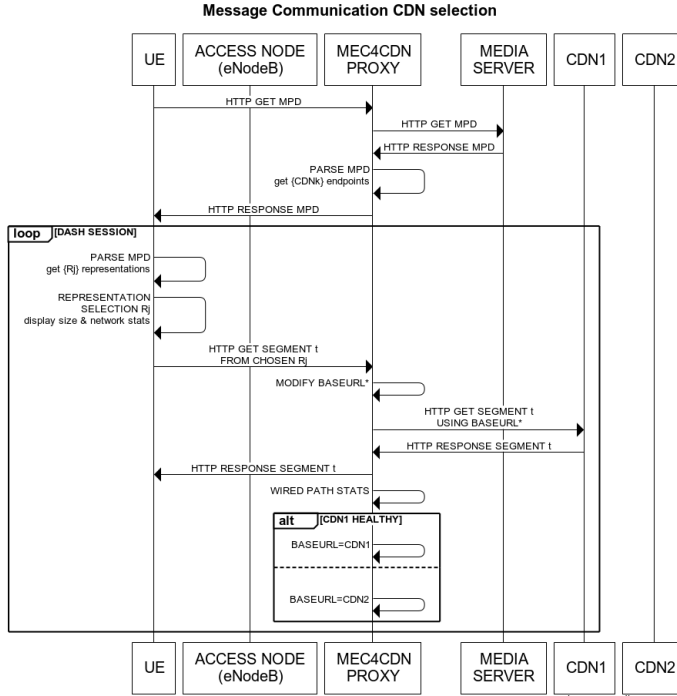 Message Communication CDN selection
UE
ACCESS NODE
(eNodeB)
MEC4CDN
PROXY
MEDIA
SERVER
CDN1
CDN2
HTTP GET MPD
HTTP GET MPD
HTTP RESPONSE MPD
PARSE MPD
get {CDNk} endpoints
HTTP RESPONSE MPD
loop [DASH SESSION]
PARSE MPD
get {Rj} representations
REPRESENTATION
SELECTION Rj
display size & network stats
HTTP GET SEGMENT t
FROM CHOSEN Rj
MODIFY BASEURL*
HTTP GET SEGMENT t
USING BASEURL*
HTTP RESPONSE SEGMENT t
HTTP RESPONSE SEGMENT t
WIRED PATH STATS
alt [CDN1 HEALTHY]
BASEURL=CDN1
BASEURL=CDN2
UE
ACCESS NODE
(eNodeB)
MEC4CDN
PROXY
MEDIA
SERVER
CDN1
CDN2